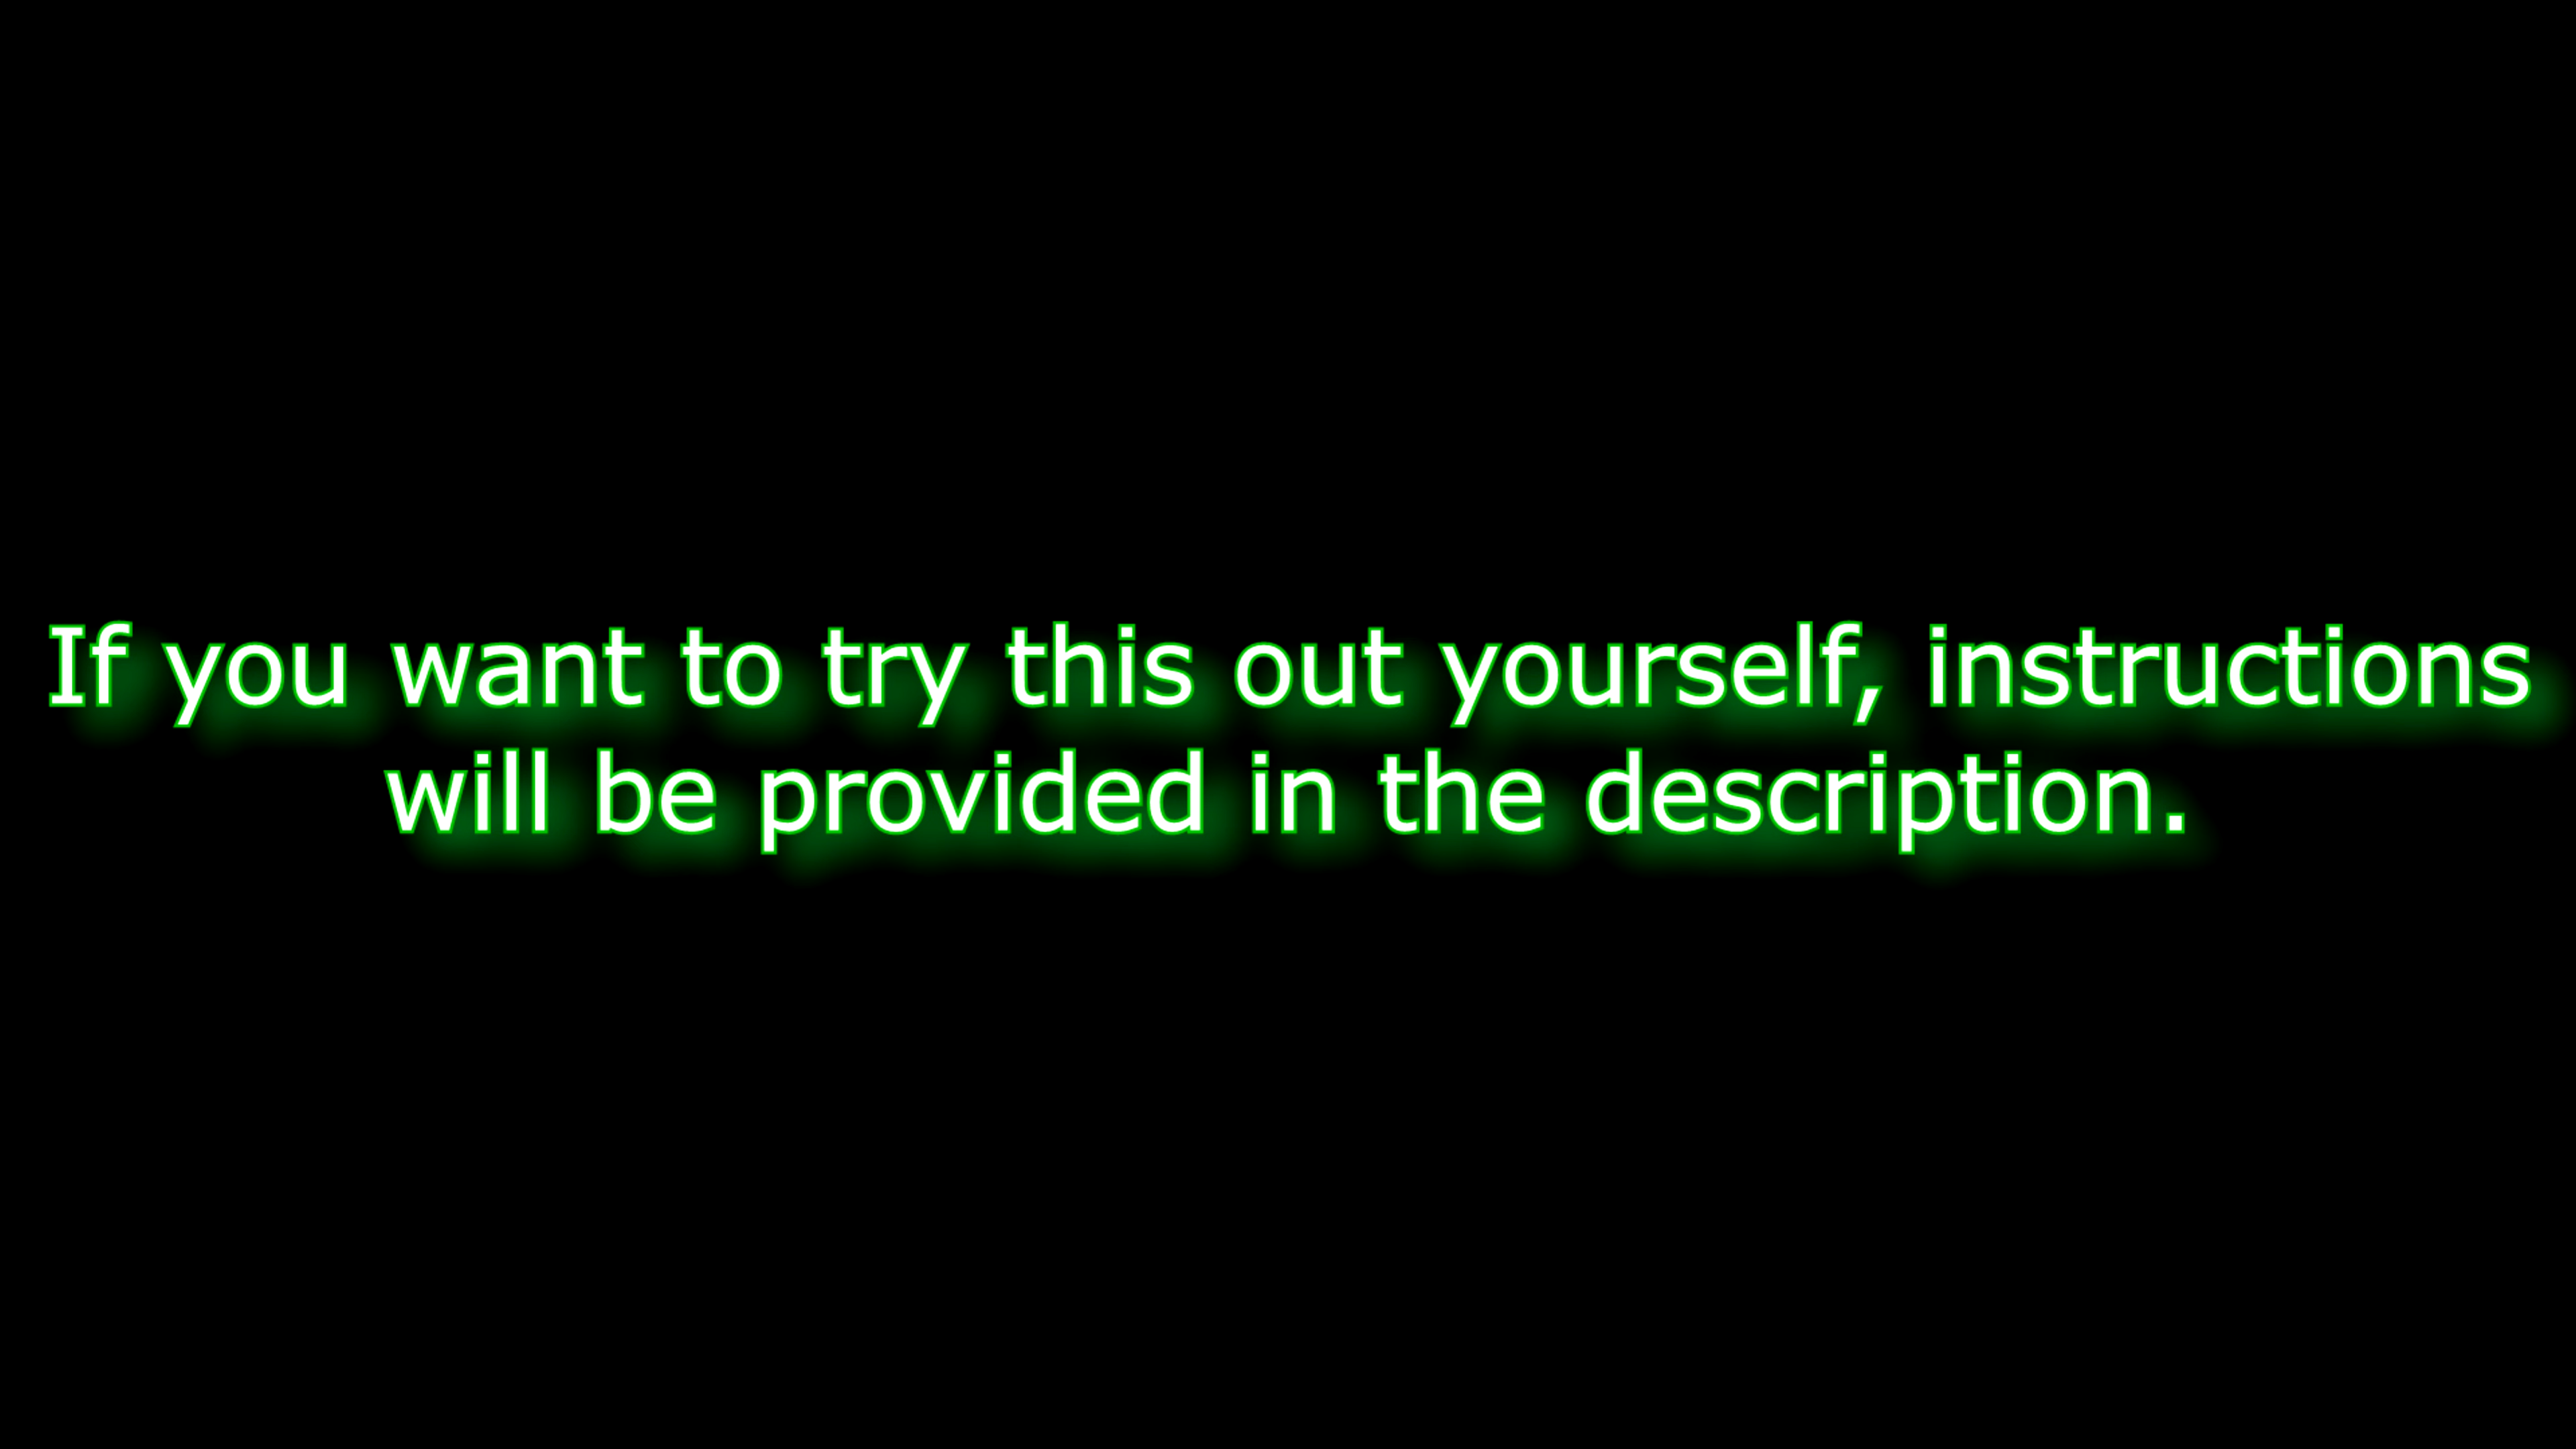 If you want to try this out yourself, instructions
will be provided in the description.